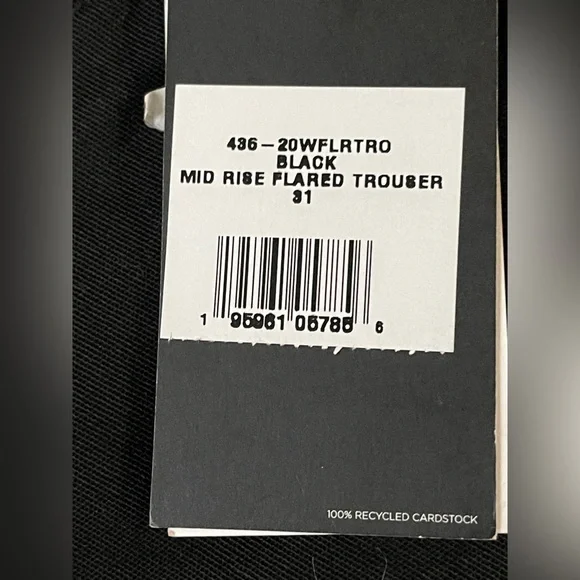 436-20WFLRTRO
BLACK
MID RISE FLARED TROUSER
31
1 95961 05785 6
100% RECYCLED CARDSTOCK